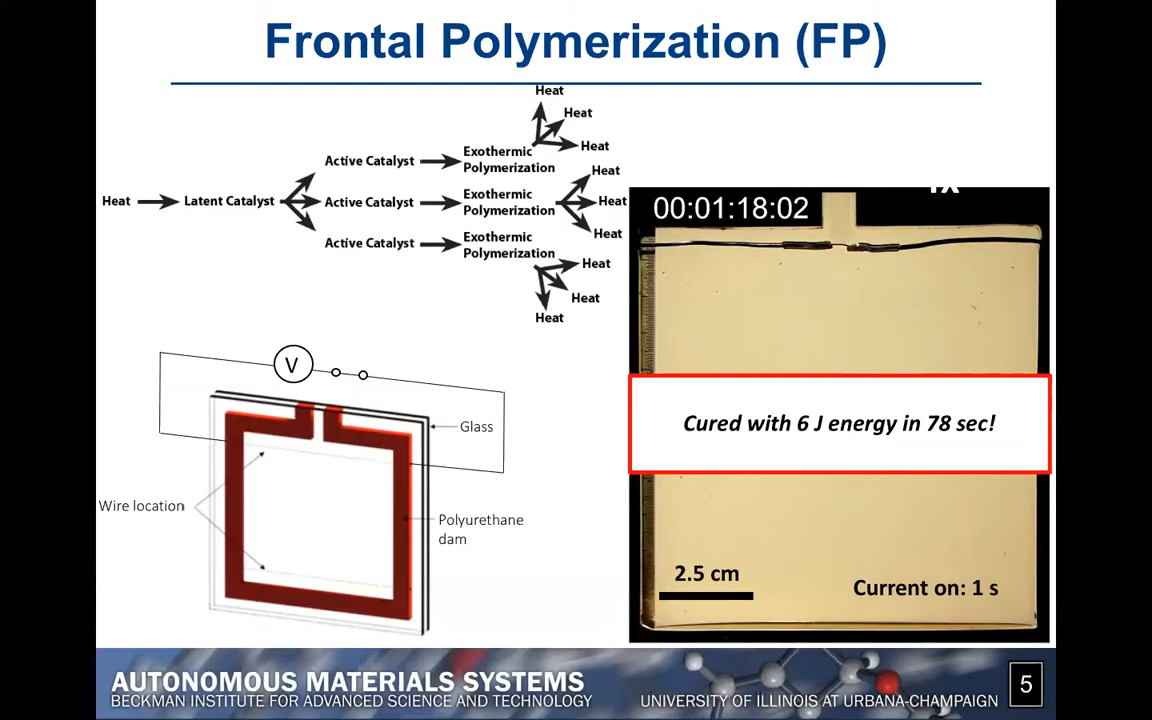 Frontal Polymerization (FP)
Heat
Heat
Heat
Active Catalyst
Exothermic
Polymerization
Heat
Heat
Latent Catalyst
Active Catalyst
Exothermic
Polymerization
Heat
Heat
Active Catalyst
Exothermic
Polymerization
Heat
Heat
Heat
00:01:18:02
V
Glass
Wire location
Polyurethane
dam
Cured with 6 J energy in 78 sec!
2.5 cm
Current on: 1 s
AUTONOMOUS MATERIALS SYSTEMS
BECKMAN INSTITUTE FOR ADVANCED SCIENCE AND TECHNOLOGY
UNIVERSITY OF ILLINOIS AT URBANA-CHAMPAIGN
5